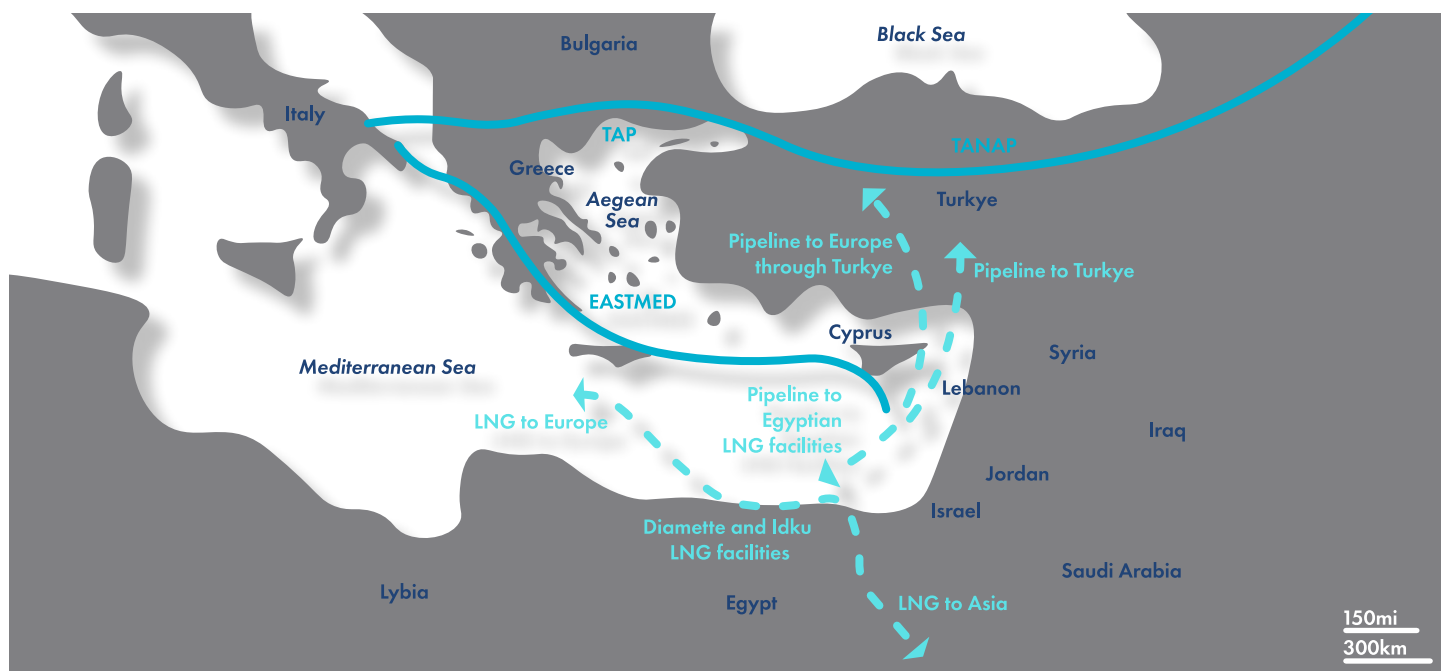 Black Sea
Bulgaria
Italy
TAP
TANAP
Greece
Turkye
Aegean
Sea
Pipeline to Europe
through Turkye
Pipeline to Turkye
EASTMED
Cyprus
Syria
Mediterranean Sea
Lebanon
Pipeline to
Egyptian
LNG facilities
LNG to Europe
Iraq
Jordan
Israel
Diamette and Idku
LNG facilities
Saudi Arabia
Lybia
Egypt
LNG to Asia
150mi
300km